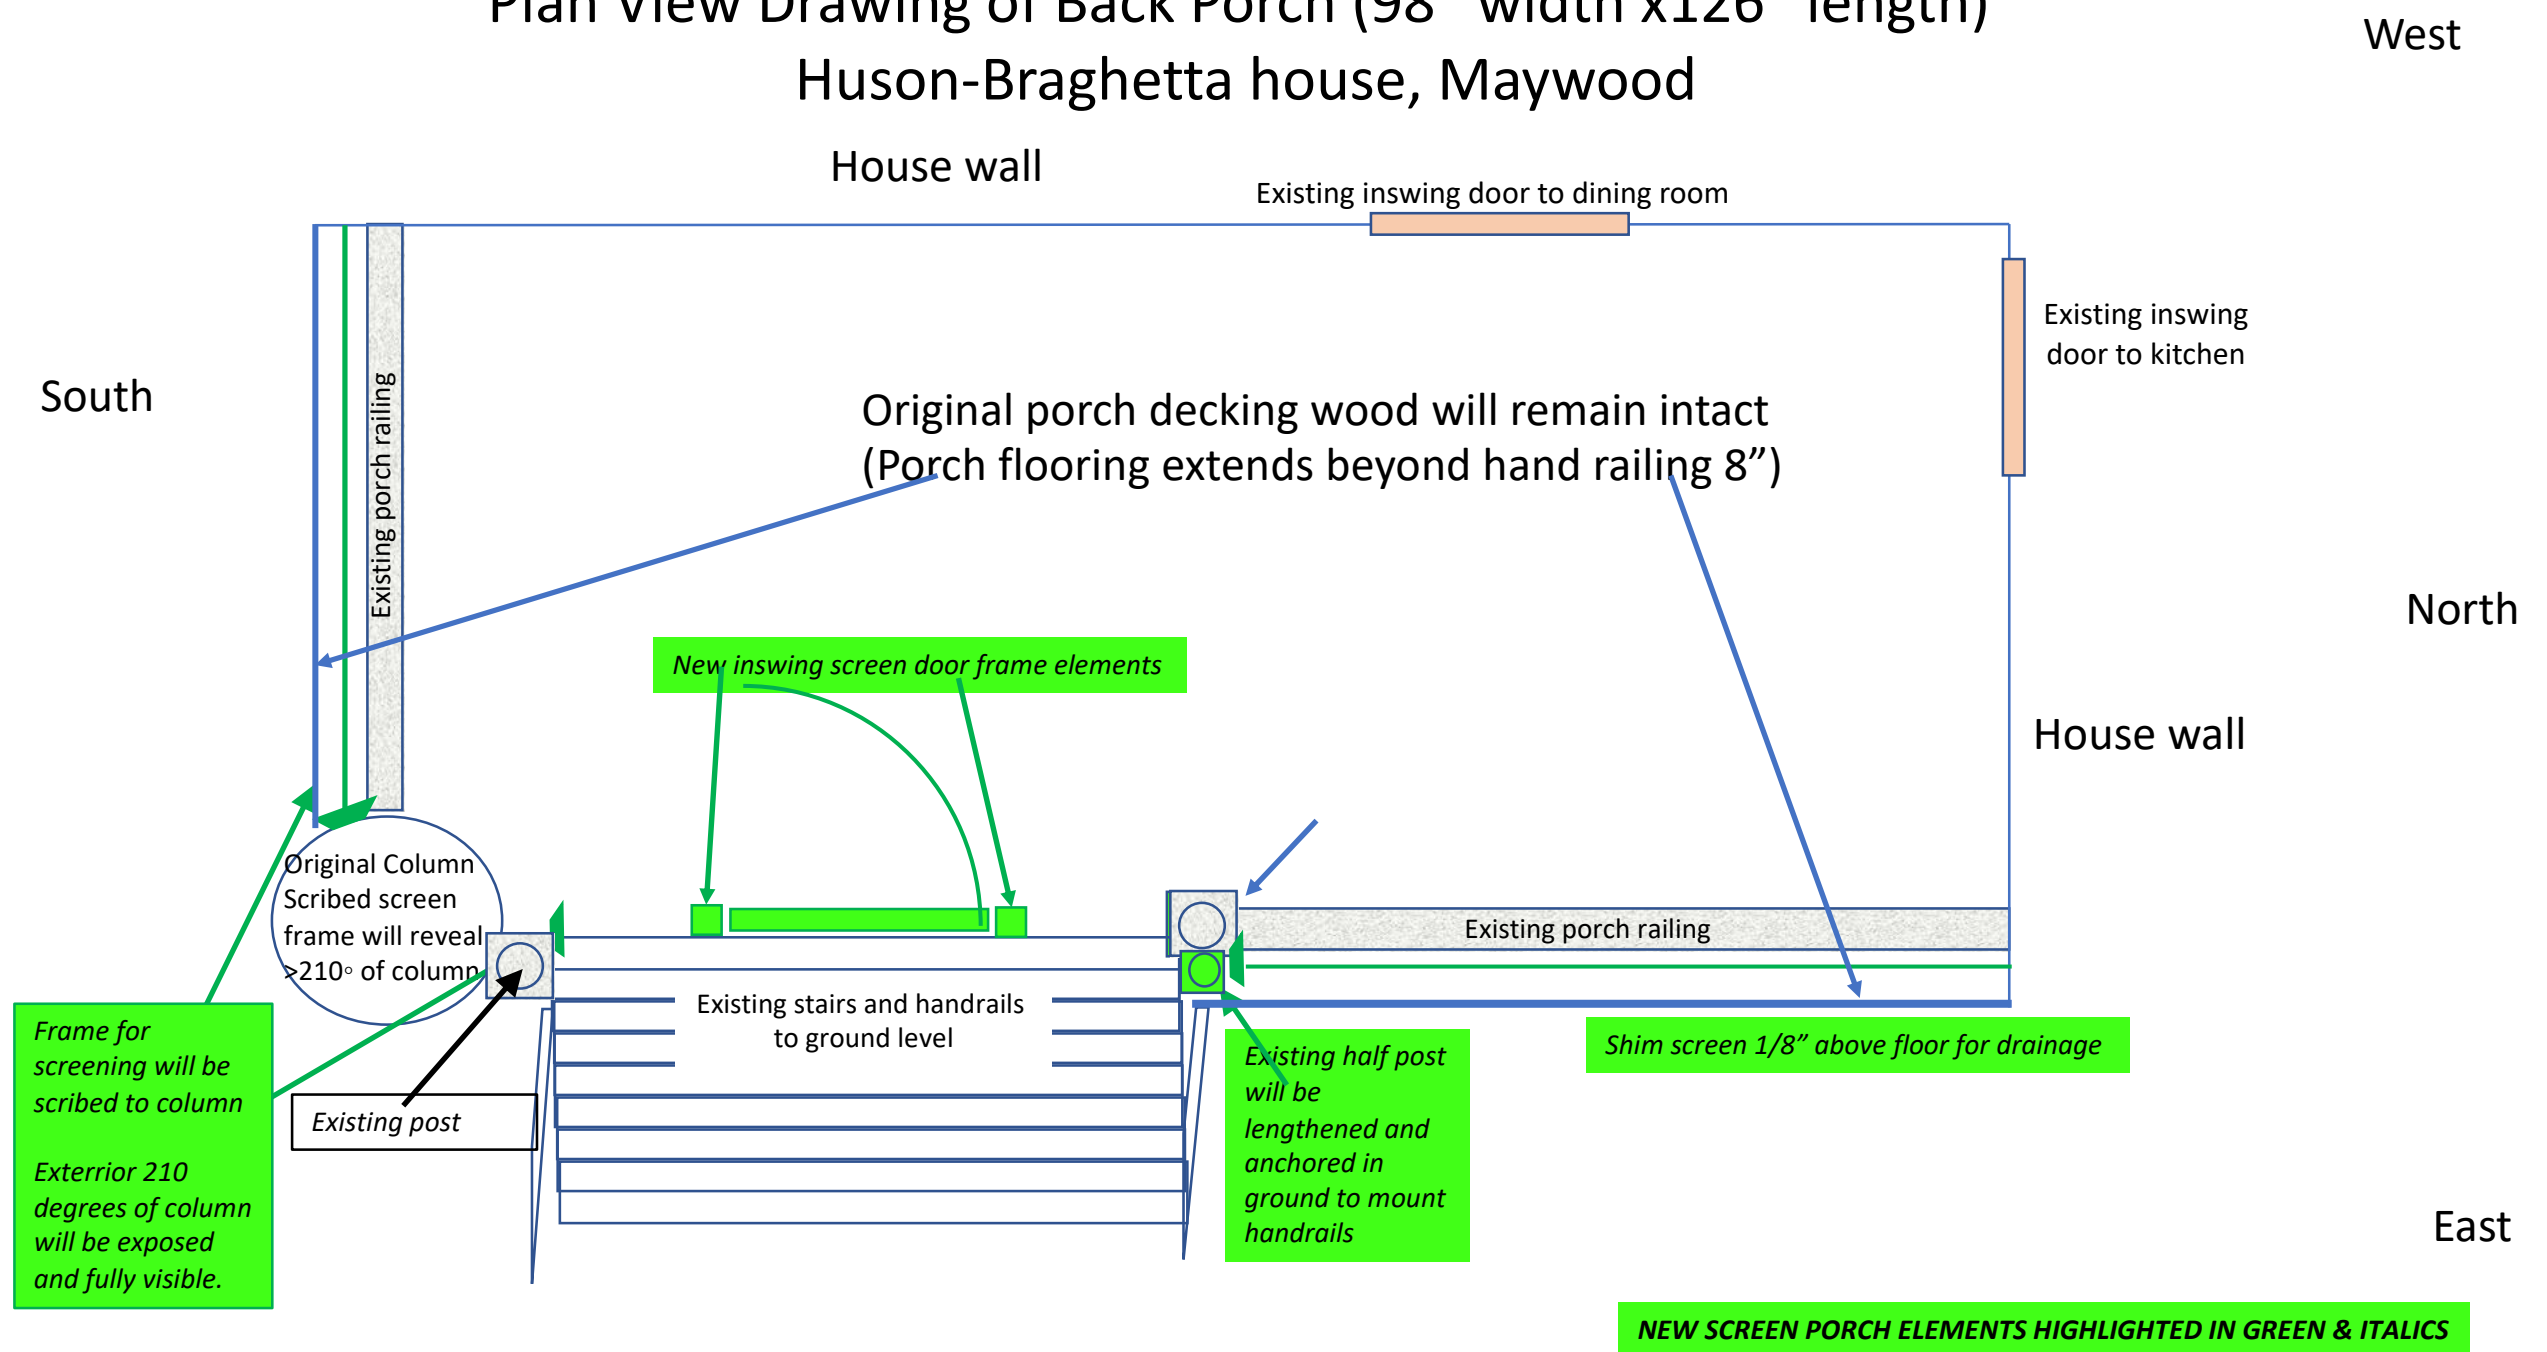 Plan View Drawing of Back Porch (98” width x126” length)
Huson-Braghetta house, Maywood
West
House wall
Existing inswing door to dining room
Existing inswing
door to kitchen
South
Existing porch railing
Original porch decking wood will remain intact
(Porch flooring extends beyond hand railing 8”)
North
New inswing screen door frame elements
House wall
Original Column
Scribed screen
frame will reveal
>210◦ of column
Existing porch railing
Existing stairs and handrails
to ground level
Frame for
screening will be
scribed to column
Exterrior 210
degrees of column
will be exposed
and fully visible.
Existing post
Existing half post
will be
lengthened and
anchored in
ground to mount
handrails
Shim screen 1/8” above floor for drainage
East
NEW SCREEN PORCH ELEMENTS HIGHLIGHTED IN GREEN & ITALICS